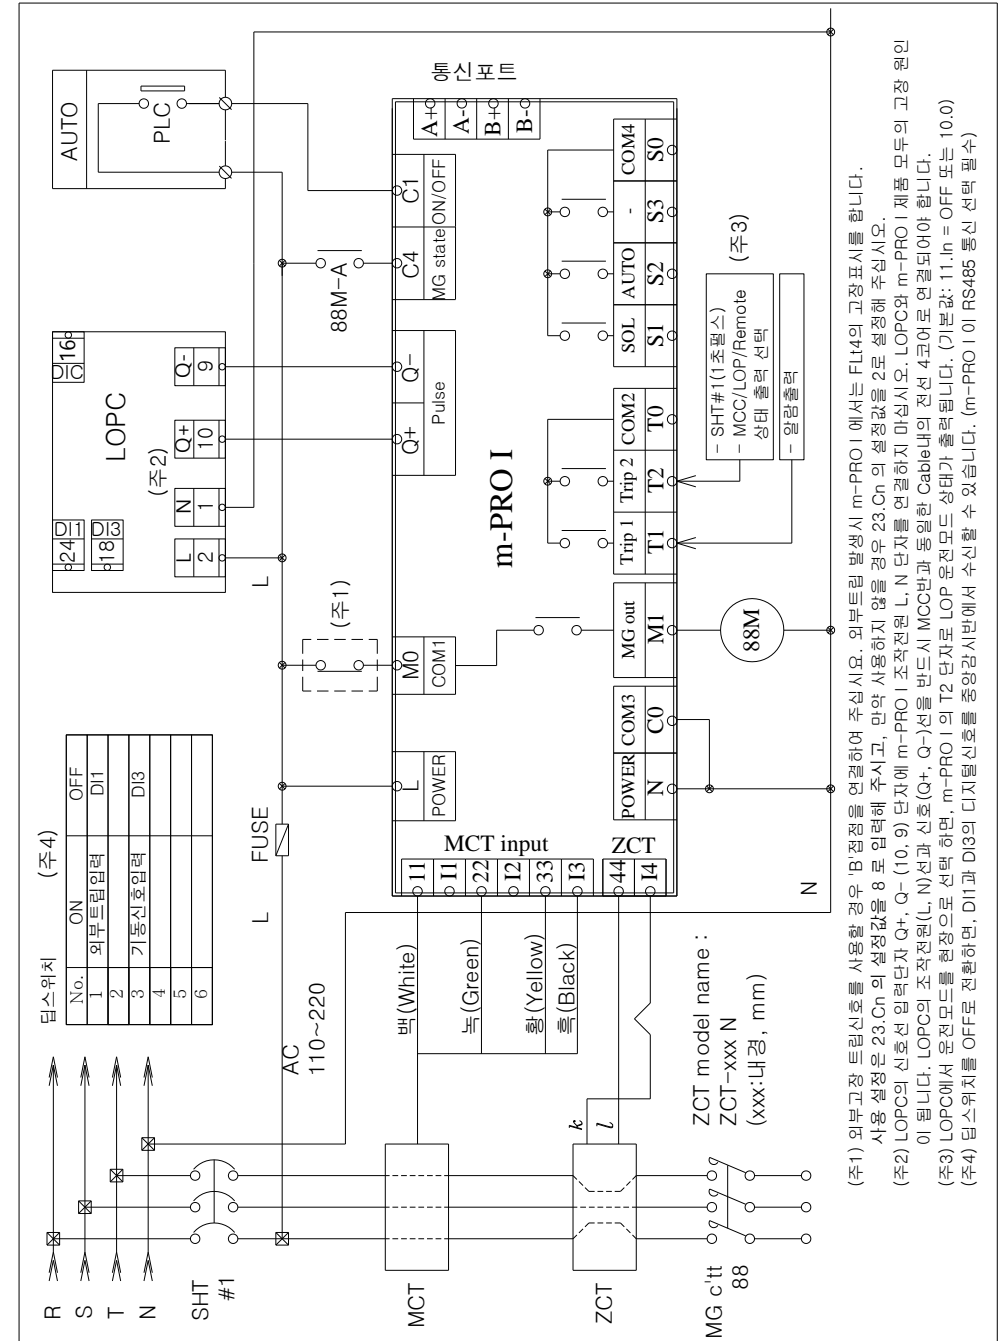 R
S
T
N
SHT
#1
딥스위치
(주4)
No.
ON
OFF
1
외부트립입력
DI1
2
3
기동신호입력
DI3
4
5
6
AC
110~220
L
FUSE
L
LOPC
(주2)
24
DI1
18
DI3
16
DIC
L
N
Q+
Q-
2
1
10
9
AUTO
PLC
(주1)
88M-A
통신포트
L
POWER
M0
COM1
Q+
Q-
Pulse
C4
C1
MG state
ON/OFF
A+
A-
B+
B-
m-PRO I
MCT input
11
I1
22
I2
33
I3
ZCT
44
I4
POWER
COM3
MG out
Trip 1
Trip 2
COM2
SOL
AUTO
-
COM4
N
C0
M1
T1
T2
T0
S1
S2
S3
S0
백(White)
녹(Green)
황(Yellow)
흑(Black)
MCT
k
l
ZCT
MG c'tt
88
ZCT model name :
ZCT-xxx N
(xxx:내경, mm)
N
88M
(주3)
- SHT#1(1초펄스)
- MCC/LOP/Remote
상태 출력 선택
- 알람출력
(주1) 외부고장 트립신호를 사용할 경우 'B'접점을 연결하여 주십시요. 외부트립 발생시 m-PRO I 에서는 FLt4의 고장표시를 합니다.
사용 설정은 23.Cn 의 설정값을 8 로 입력해 주시고, 만약 사용하지 않을 경우 23.Cn 의 설정값을 2로 설정해 주십시오.
(주2) LOPC의 신호선 입력단자 Q+, Q- (10, 9) 단자에 m-PRO I 조작전원 L, N 단자를 연결하지 마십시오. LOPC와 m-PRO I 제품 모두의 고장 원인
이 됩니다. LOPC의 조작전원(L, N)선과 신호(Q+, Q-)선을 반드시 MCC반과 동일한 Cable내의 전선 4코어로 연결되어야 합니다.
(주3) LOPC에서 운전모드를 현장으로 선택 하면, m-PRO I 의 T2 단자로 LOP 운전모드 상태가 출력 됩니다. (기본값: 11.In = OFF 또는 10.0)
(주4) 딥스위치를 OFF로 전환하면, DI1과 DI3의 디지털신호를 중앙감시반에서 수신할 수 있습니다. (m-PRO I 이 RS485 통신 선택 필수)